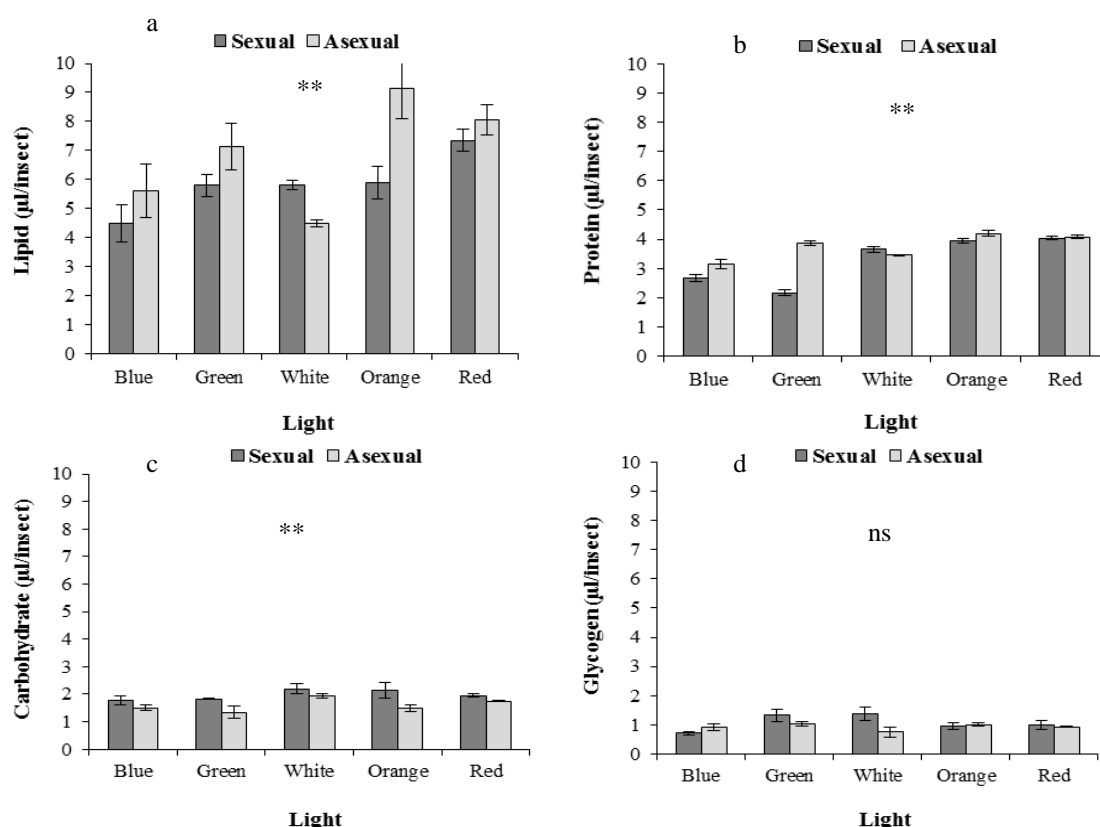 a
Sexual Asexual
10
9
8
7
6
5
4
3
2
1
0
**
Lipid (µl/insect)
Blue Green White Orange Red
Light
b
Sexual Asexual
10
9
8
7
6
5
4
3
2
1
0
**
Protein (µl/insect)
Blue Green White Orange Red
Light
c
Sexual Asexual
10
9
8
7
6
5
4
3
2
1
0
**
Carbohydrate (µl/insect)
Blue Green White Orange Red
Light
d
Sexual Asexual
10
9
8
7
6
5
4
3
2
1
0
ns
Glycogen (µl/insect)
Blue Green White Orange Red
Light